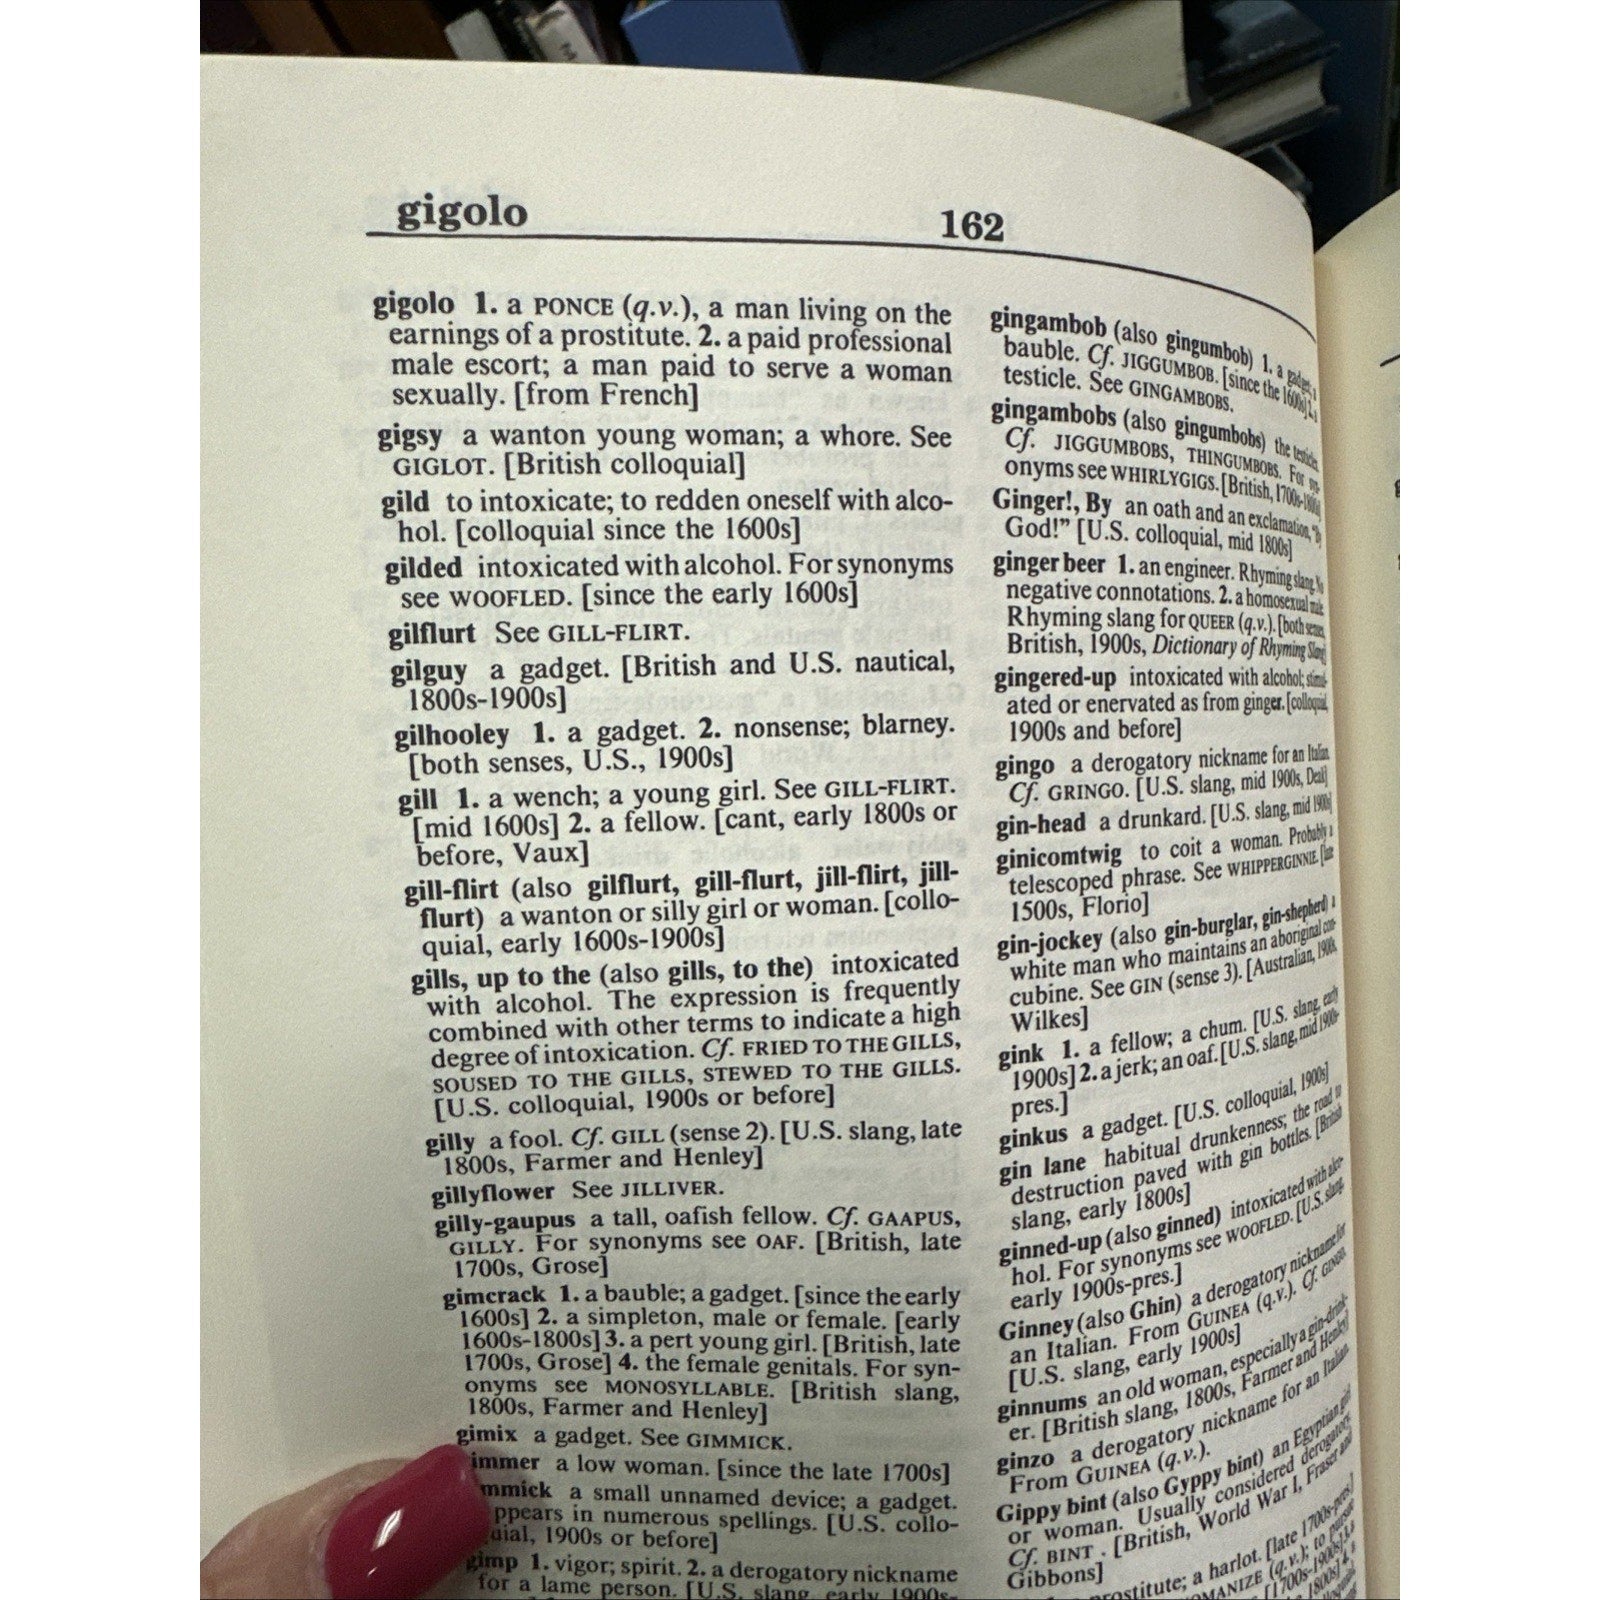 gigolo
162
gigolo 1. a PONCE (q.v.), a man living on the
earnings of a prostitute. 2. a paid professional
male escort; a man paid to serve a woman
sexually. [from French]
gigsy a wanton young woman; a whore. See
GIGLOT. [British colloquial]
gild to intoxicate; to redden oneself with alco-
hol. [colloquial since the 1600s]
gilded intoxicated with alcohol. For synonyms
see WOOFLED. [since the early 1600s]
gilflurt See GILL-FLIRT.
gilguy a gadget. [British and U.S. nautical,
1800s-1900s]
gilhooley 1. a gadget. 2. nonsense; blarney.
[both senses, U.S., 1900s]
gill 1. a wench; a young girl. See GILL-FLIRT.
[mid 1600s] 2. a fellow. [cant, early 1800s or
before, Vaux]
gill-flirt (also gilflurt, gill-flurt, jill-flirt, jill-
flurt) a wanton or silly girl or woman. [collo-
quial, early 1600s-1900s]
gills, up to the (also gills, to the) intoxicated
with alcohol. The expression is frequently
combined with other terms to indicate a high
degree of intoxication. Cf. FRIED TO THE GILLS,
SOUSED TO THE GILLS, STEWED TO THE GILLS.
[U.S. colloquial, 1900s or before]
gilly a fool. Cf. GILL (sense 2). [U.S. slang, late
1800s, Farmer and Henley]
gillyflower See JILLIVER.
gilly-gaupus a tall, oafish fellow. Cf. GAAPUS,
GILLY. For synonyms see OAF. [British, late
1700s, Grose]
gimcrack 1. a bauble; a gadget. [since the early
1600s] 2. a simpleton, male or female. [early
1600s-1800s] 3. a pert young girl. [British, late
1700s, Grose] 4. the female genitals. For syn-
onyms see MONOSYLLABLE. [British slang,
1800s, Farmer and Henley]
gimix a gadget. See GIMMICK.
immer a low woman. [since the late 1700s]
mmick a small unnamed device; a gadget.
ppears in numerous spellings. [U.S. collo-
uial, 1900s or before]
gimp 1. vigor; spirit. 2. a derogatory nickname
for a lame person. [U.S. slang, early 1900s-
gingambob (also gingumbob) 1. a gadget, a
bauble. Cf. JIGGUMBOB. [since the 1600s] 2. a
testicle. See GINGAMBOBS.
gingambobs (also gingumbobs) the testicles.
Cf. JIGGUMBOBS, THINGUMBOBS. For syn-
onyms see WHIRLYGIGS. [British, 1700s-1800s]
Ginger!, By an oath and an exclamation, "By
God!" [U.S. colloquial, mid 1800s]
ginger beer 1. an engineer. Rhyming slang. No
negative connotations. 2. a homosexual male.
Rhyming slang for QUEER (q.v.). [both senses,
British, 1900s, Dictionary of Rhyming Slang]
gingered-up intoxicated with alcohol; stimul-
ated or enervated as from ginger. [colloquial,
1900s and before]
gingo a derogatory nickname for an Italian.
Cf. GRINGO. [U.S. slang, mid 1900s, Deak]
gin-head a drunkard. [U.S. slang, mid 1900s]
ginicomtwig to coit a woman. Probably a
telescoped phrase. See WHIPPERGINNIE. [late
1500s, Florio]
gin-jockey (also gin-burglar, gin-shepherd) a
white man who maintains an aboriginal con-
cubine. See GIN (sense 3). [Australian, 1900s,
Wilkes]
gink 1. a fellow; a chum. [U.S. slang, early
1900s] 2. a jerk; an oaf. [U.S. slang, mid 1900s-
pres.]
ginkus a gadget. [U.S. colloquial, 1900s]
gin lane habitual drunkenness; the road to
destruction paved with gin bottles. [British
slang, early 1800s]
ginned-up (also ginned) intoxicated with alco-
hol. For synonyms see WOOFLED. [U.S. slang,
early 1900s-pres.]
Ginney (also Ghin) a derogatory nickname for
an Italian. From GUINEA (q.v.). Cf. GINGO.
[U.S. slang, early 1900s]
ginnums an old woman, especially a gin-drink-
er. [British slang, 1800s, Farmer and Henley]
ginzo a derogatory nickname for an Italian.
From GUINEA (q.v.).
Gippy bint (also Gyppy bint) an Egyptian girl
or woman. Usually considered derogatory.
Cf. BINT. [British, World War I, Fraser and
Gibbons]
prostitute; a harlot. [late 1700s-pres]
OMANIZE (q.v.); to pursue
[1700s-1900s]